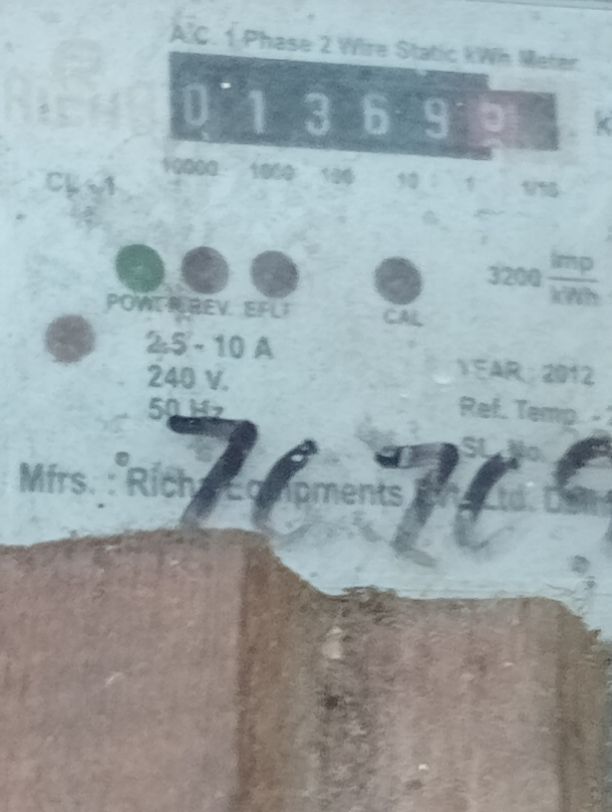 A.C. 1 Phase 2 Wire Static kWh Meter
0 1 3 6 9
10000 1000 100 10 1 1/10
CL - 1
POWER REV. EFLT CAL
3200 imp
kWh
2.5 - 10 A
240 V.
50 Hz
YEAR : 2012
Ref. Temp.
SL. No.
Mfrs. :